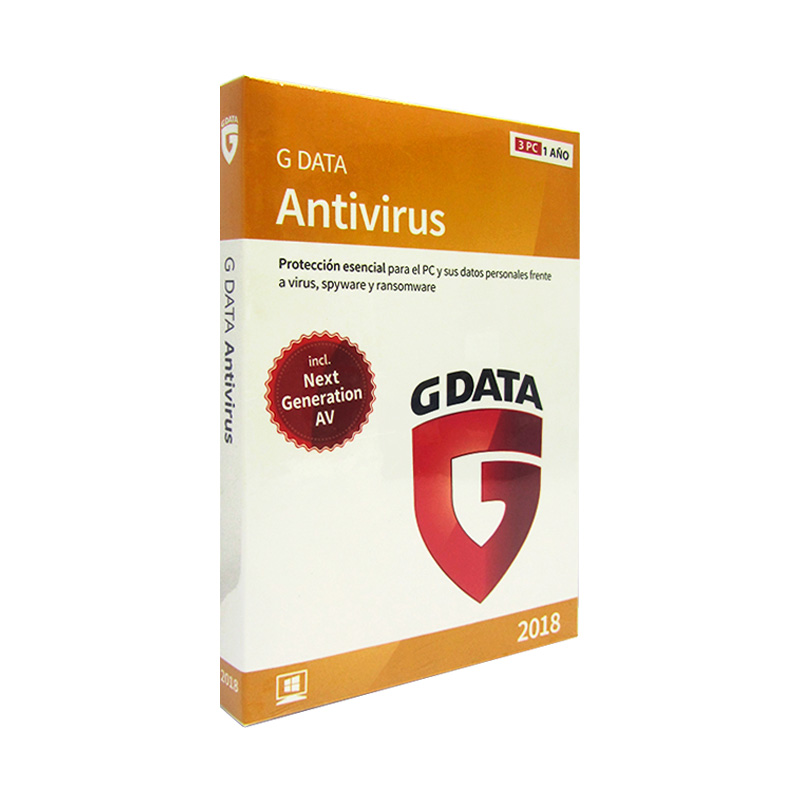 G DATA
3 PC 1 AÑO
G DATA
Antivirus
Protección esencial para el PC y sus datos personales frente
a virus, spyware y ransomware
incl.
Next
Generation
AV
G DATA
G DATA Antivirus
2018
2018